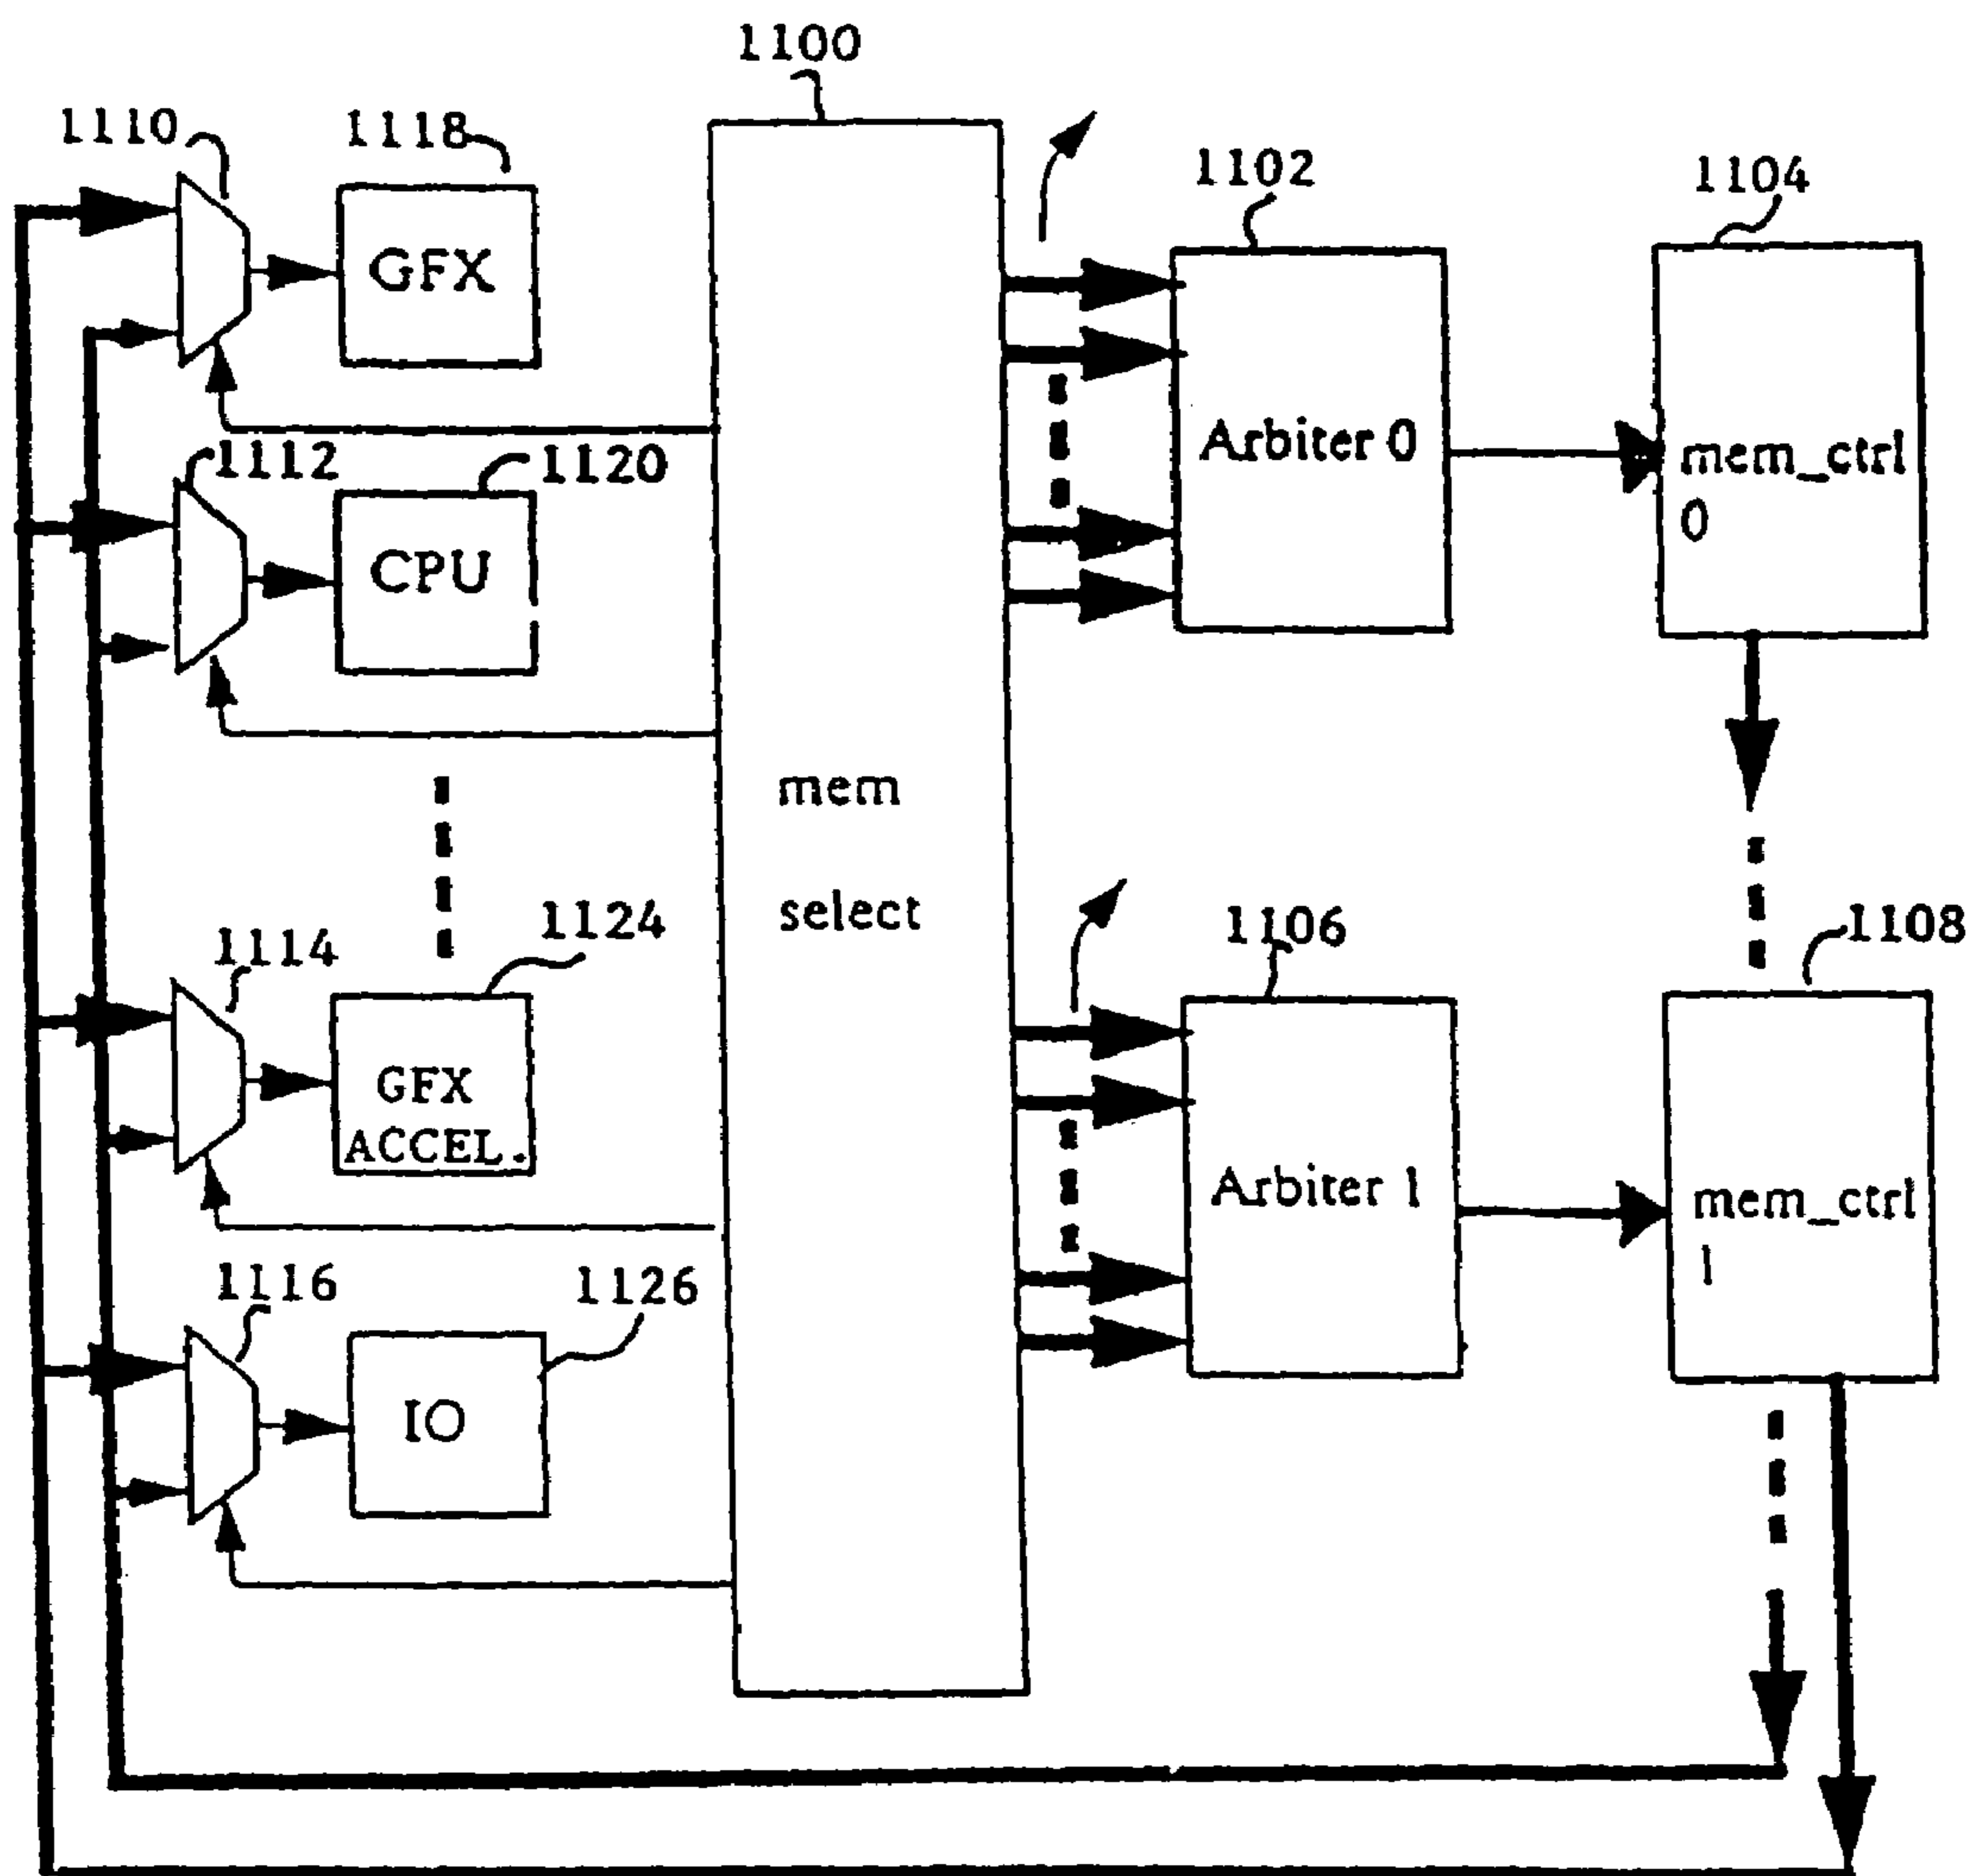 1100
1110
1118
1102
1104
GFX
1112
1120
Arbiter 0
mem_ctrl
0
CPU
mem
select
1114
1124
1106
1108
GFX
ACCEL.
Arbiter 1
mem_ctrl
1
1116
1126
IO